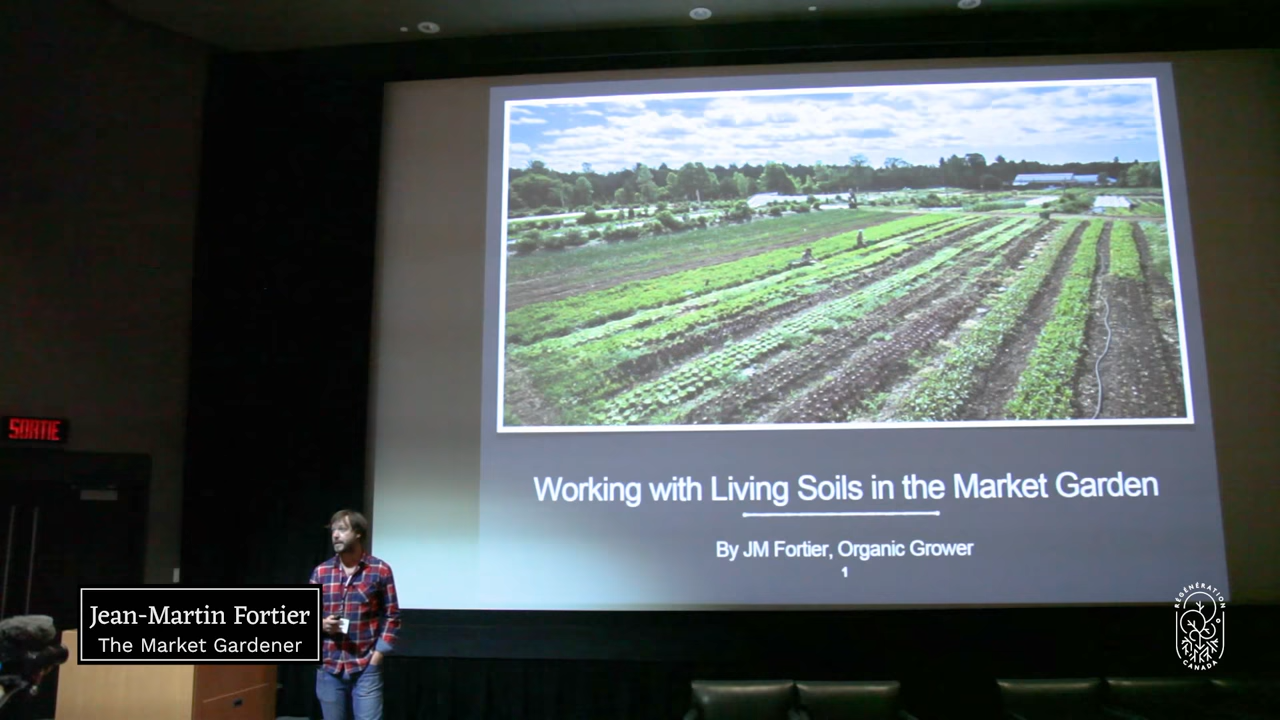 Working with Living Soils in the Market Garden
By JM Fortier, Organic Grower
1
SORTIE
Jean-Martin Fortier
The Market Gardener
RÉGÉNÉRATION
CANADA